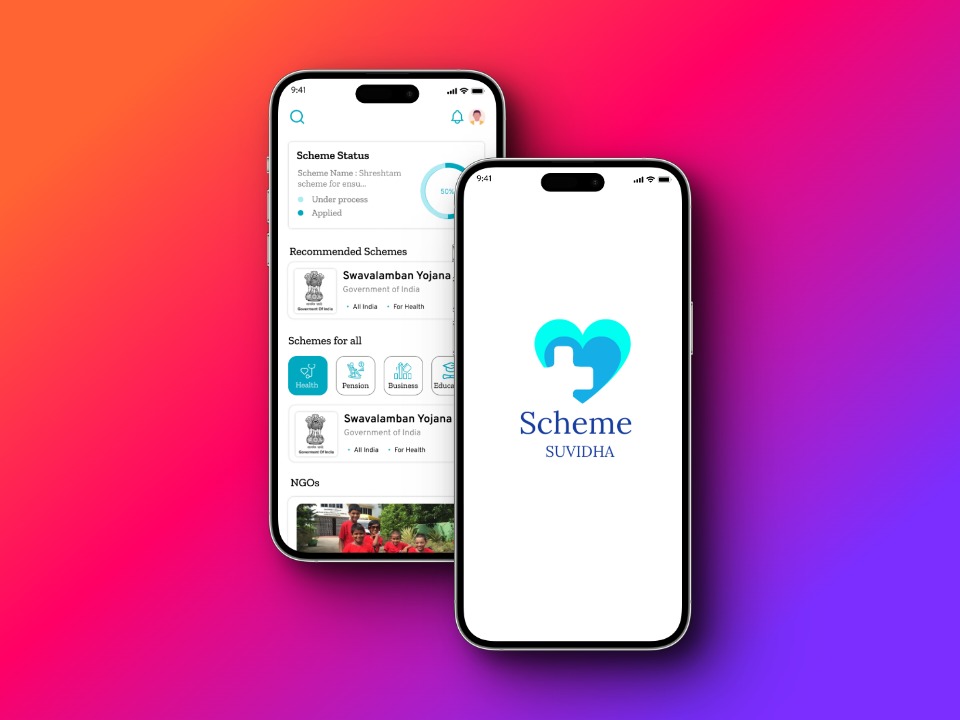 9:41
Scheme Status
Scheme Name : Shreshtam
scheme for ensu...
50%
Under process
Applied
Recommended Schemes
Swavalamban Yojana
Government of India
• All India • For Health
Government Of India
Schemes for all
Health
Pension
Business
Educa
Swavalamban Yojana
Government of India
• All India • For Health
Government Of India
NGOs
9:41
Scheme
SUVIDHA